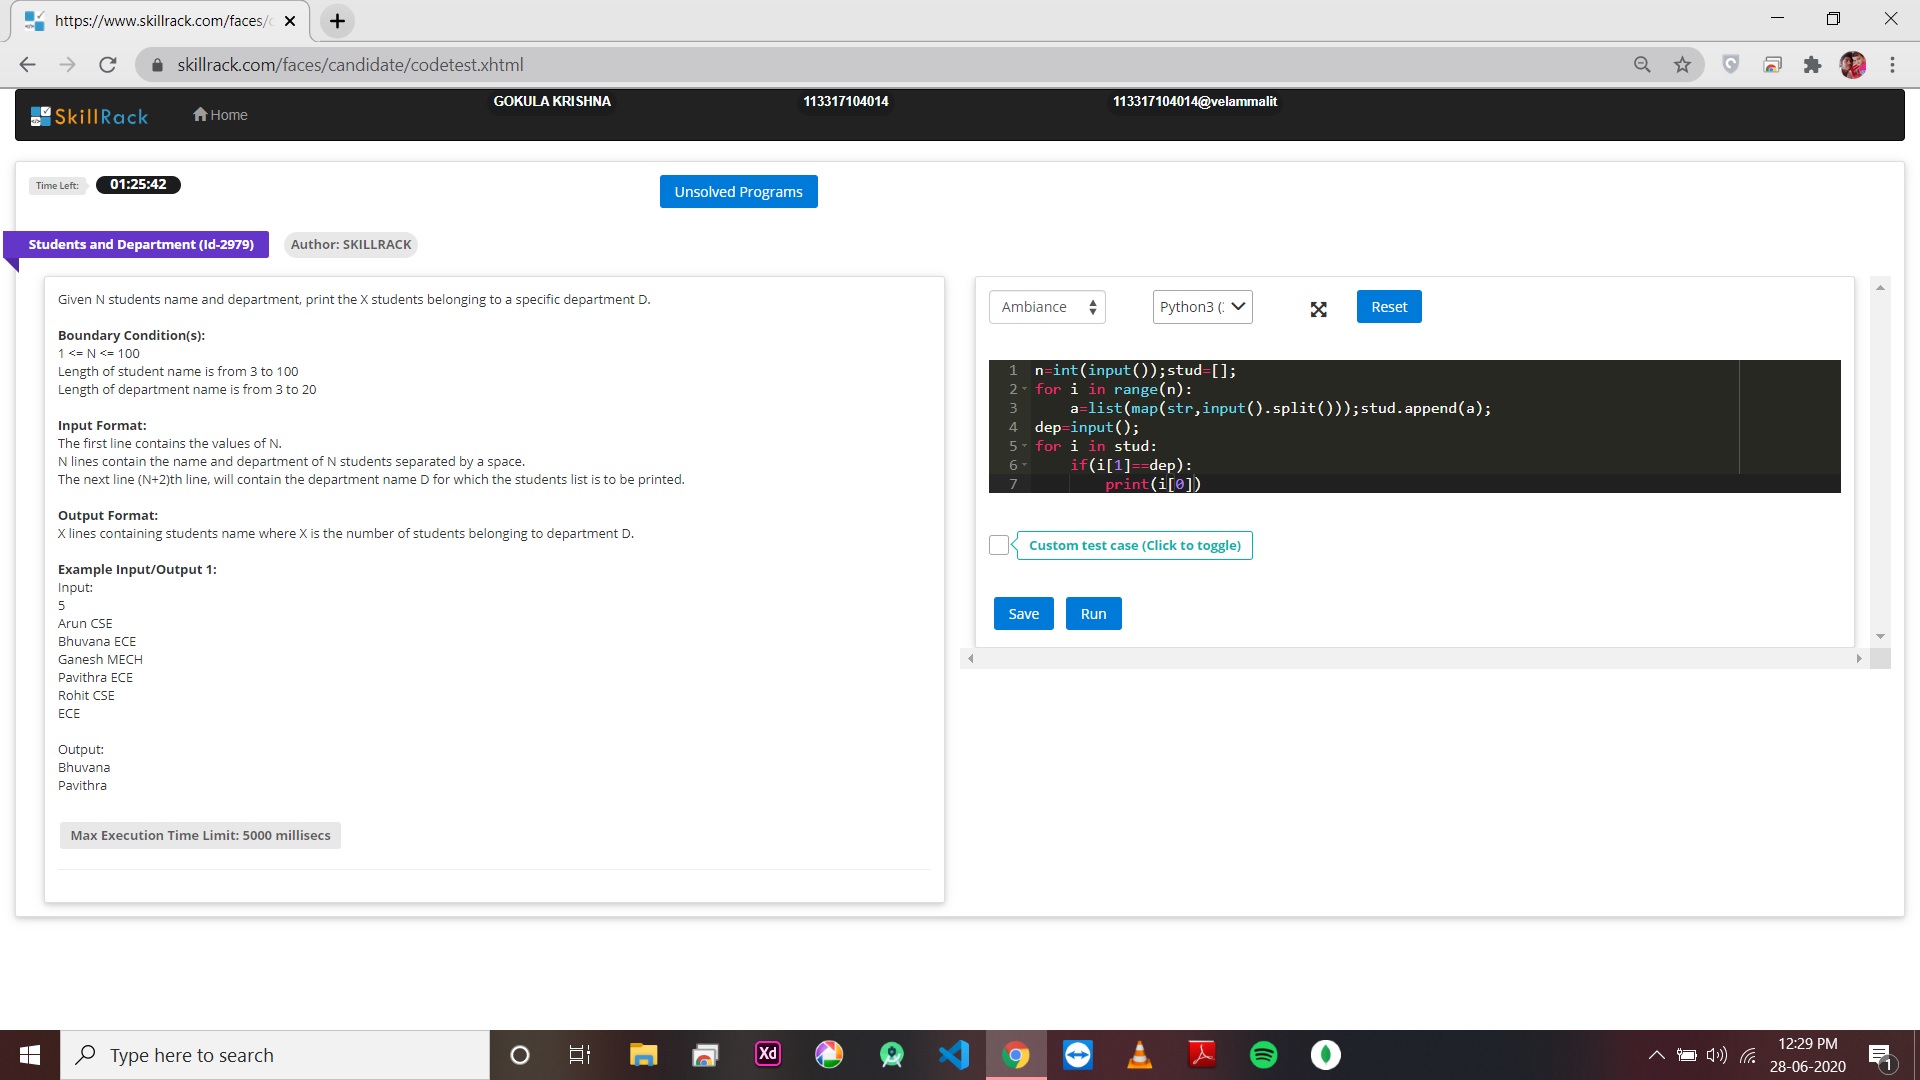 https://www.skillrack.com/faces/c
skillrack.com/faces/candidate/codetest.xhtml
SkillRack
Home
GOKULA KRISHNA
113317104014
113317104014@velammalit
Time Left:
01:25:42
Unsolved Programs
Students and Department (Id-2979)
Author: SKILLRACK
Given N students name and department, print the X students belonging to a specific department D.
Boundary Condition(s):
1 <= N <= 100
Length of student name is from 3 to 100
Length of department name is from 3 to 20
Input Format:
The first line contains the values of N.
N lines contain the name and department of N students separated by a space.
The next line (N+2)th line, will contain the department name D for which the students list is to be printed.
Output Format:
X lines containing students name where X is the number of students belonging to department D.
Example Input/Output 1:
Input:
5
Arun CSE
Bhuvana ECE
Ganesh MECH
Pavithra ECE
Rohit CSE
ECE
Output:
Bhuvana
Pavithra
Max Execution Time Limit: 5000 millisecs
Ambiance
Python3 (:
Reset
1 n=int(input());stud=[];
2 for i in range(n):
3     a=list(map(str,input().split()));stud.append(a);
4 dep=input();
5 for i in stud:
6     if(i[1]==dep):
7         print(i[0])
Custom test case (Click to toggle)
Save
Run
Type here to search
Xd
12:29 PM
28-06-2020
1